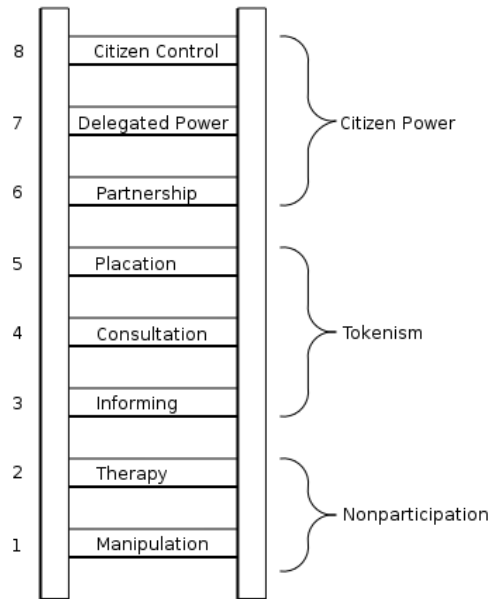 8 Citizen Control
7 Delegated Power
Citizen Power
6 Partnership
5 Placation
4 Consultation
Tokenism
3 Informing
2 Therapy
Nonparticipation
1 Manipulation